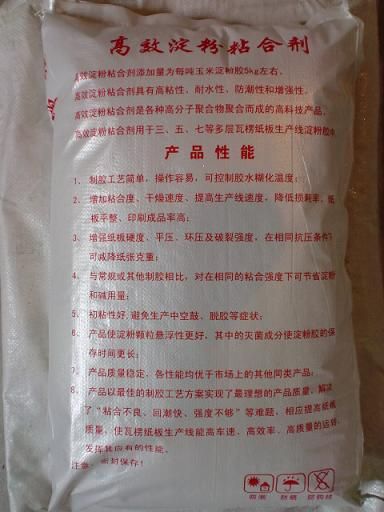 高效淀粉粘合剂
高效淀粉粘合剂添加量为每吨玉米淀粉胶5kg左右。
高效淀粉粘合剂具有高粘性、耐水性、防潮性和增强性。
高效淀粉粘合剂是各种高分子聚合物聚合而成的高科技产品。
高效淀粉粘合剂用于三、五、七等多层瓦楞纸板生产线淀粉胶中
产品性能
1、制胶工艺简单，操作容易，可控制胶水糊化温度；
2、增加粘合度、干燥速度、提高生产线速度，降低损耗率，纸
板平整、印刷成品率高；
3、增强纸板硬度、平压、环压及破裂强度，在相同抗压条件下
可减降纸张克重；
4、与常规或其他制胶相比，对在相同的粘合强度下可节省淀粉
和碱用量；
5、初粘性好，避免生产中空鼓、脱胶等症状；
6、产品使淀粉颗粒悬浮性更好，其中的灭菌成分使淀粉胶的保
存时间更长；
7、产品质量稳定，各性能均优于市场上的其他同类产品。
8、产品以最佳的制胶工艺方案实现了最理想的产品质量，解决
了“粘合不良、回潮快、强度不够”等难题，相应提高纸板
质量，使瓦楞纸板生产线能高车速、高效率、高质量的运转
发挥其应有的性能。
注意：密封保存！
防潮 防晒 防钩挂